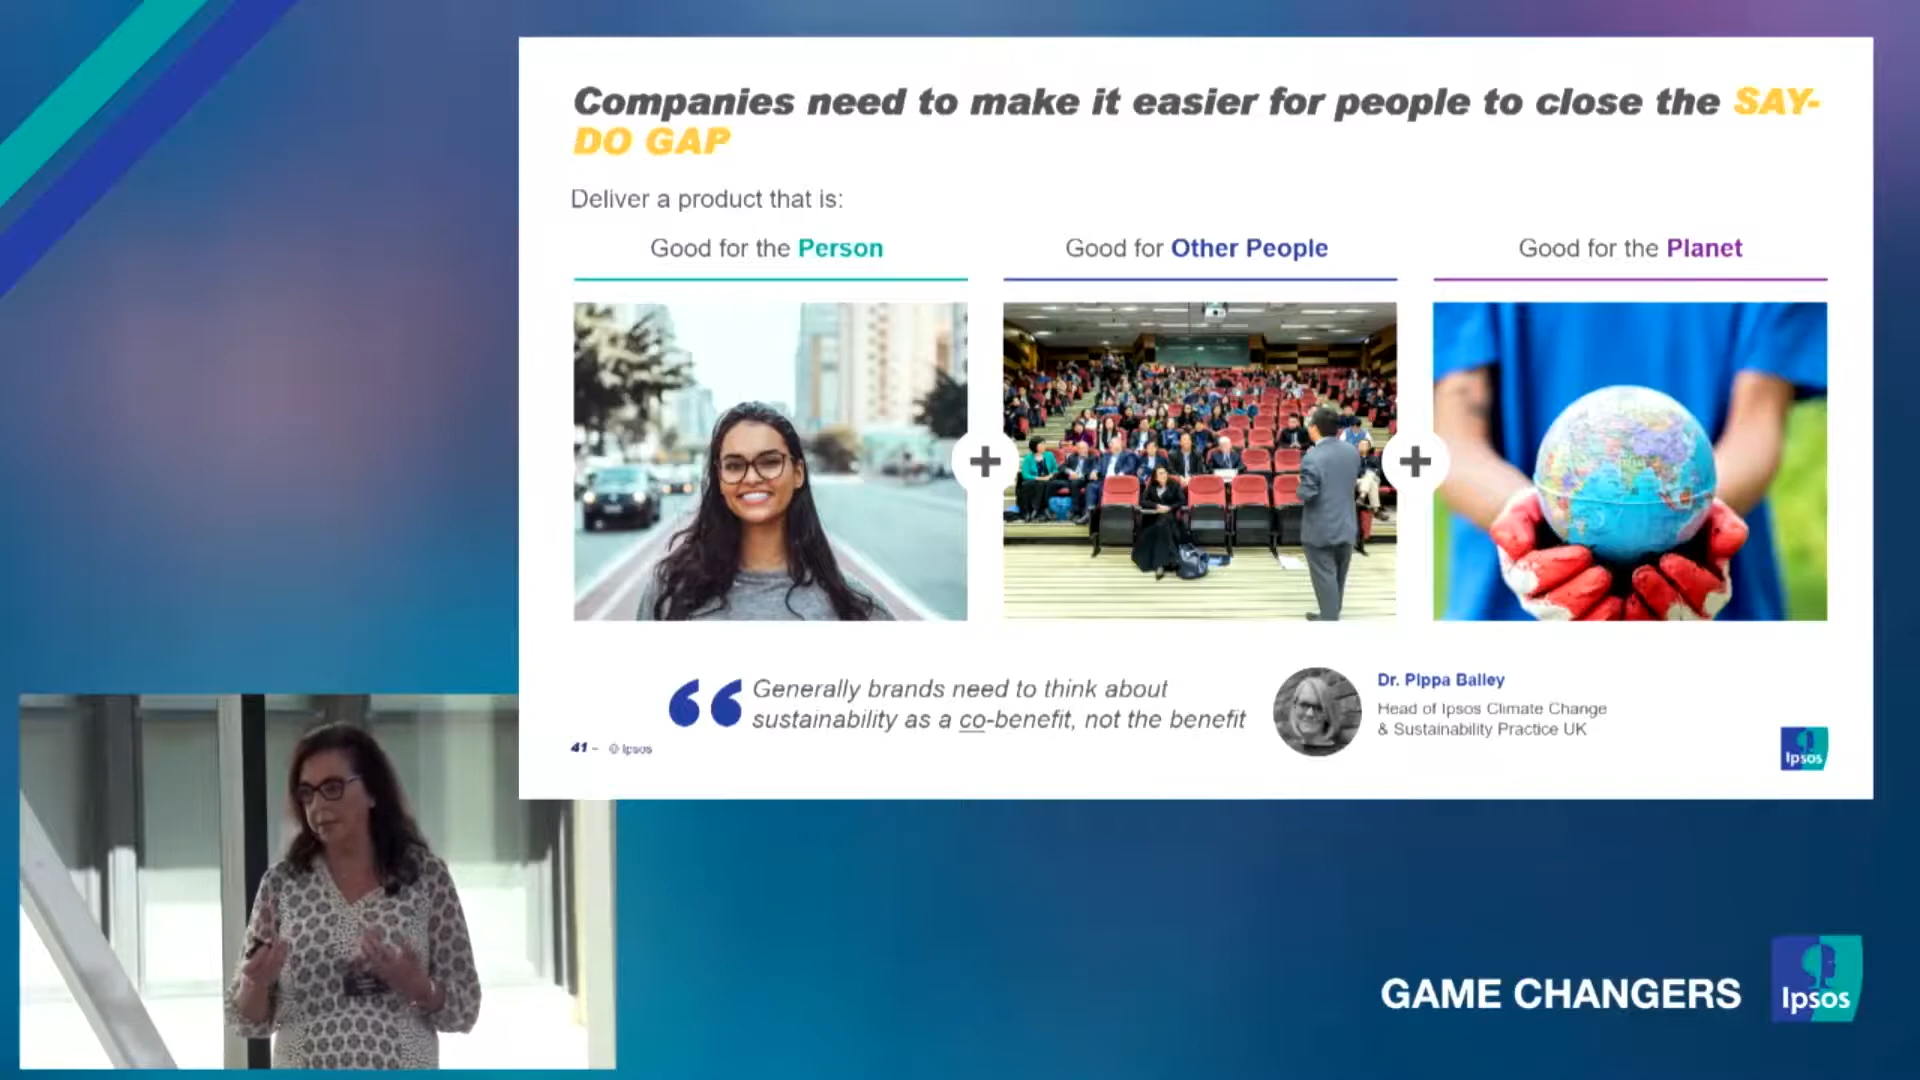 Companies need to make it easier for people to close the SAY-
DO GAP
Deliver a product that is:
Good for the Person
Good for Other People
Good for the Planet
+
+
“ Generally brands need to think about
sustainability as a co-benefit, not the benefit
Dr. Pippa Bailey
Head of Ipsos Climate Change
& Sustainability Practice UK
41 – © Ipsos
Ipsos
GAME CHANGERS
Ipsos